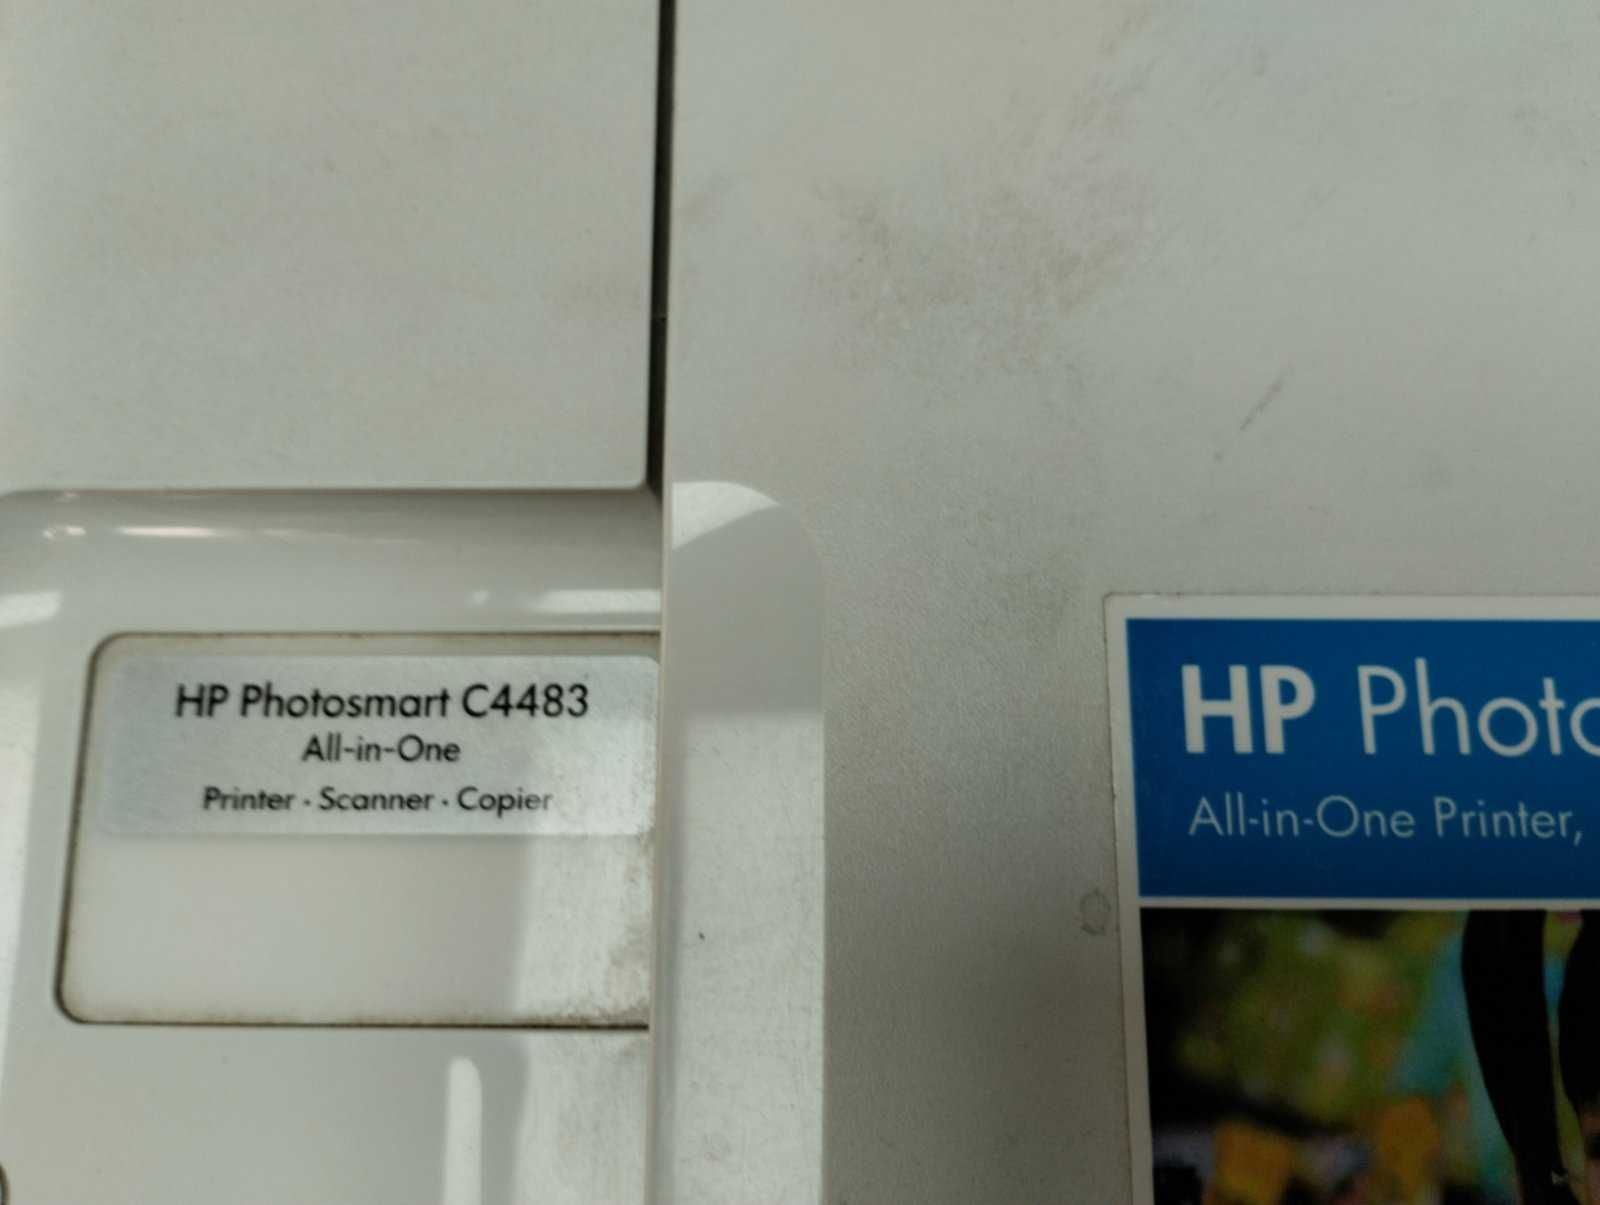 HP Photosmart C4483
All-in-One
Printer · Scanner · Copier
HP Photo
All-in-One Printer,